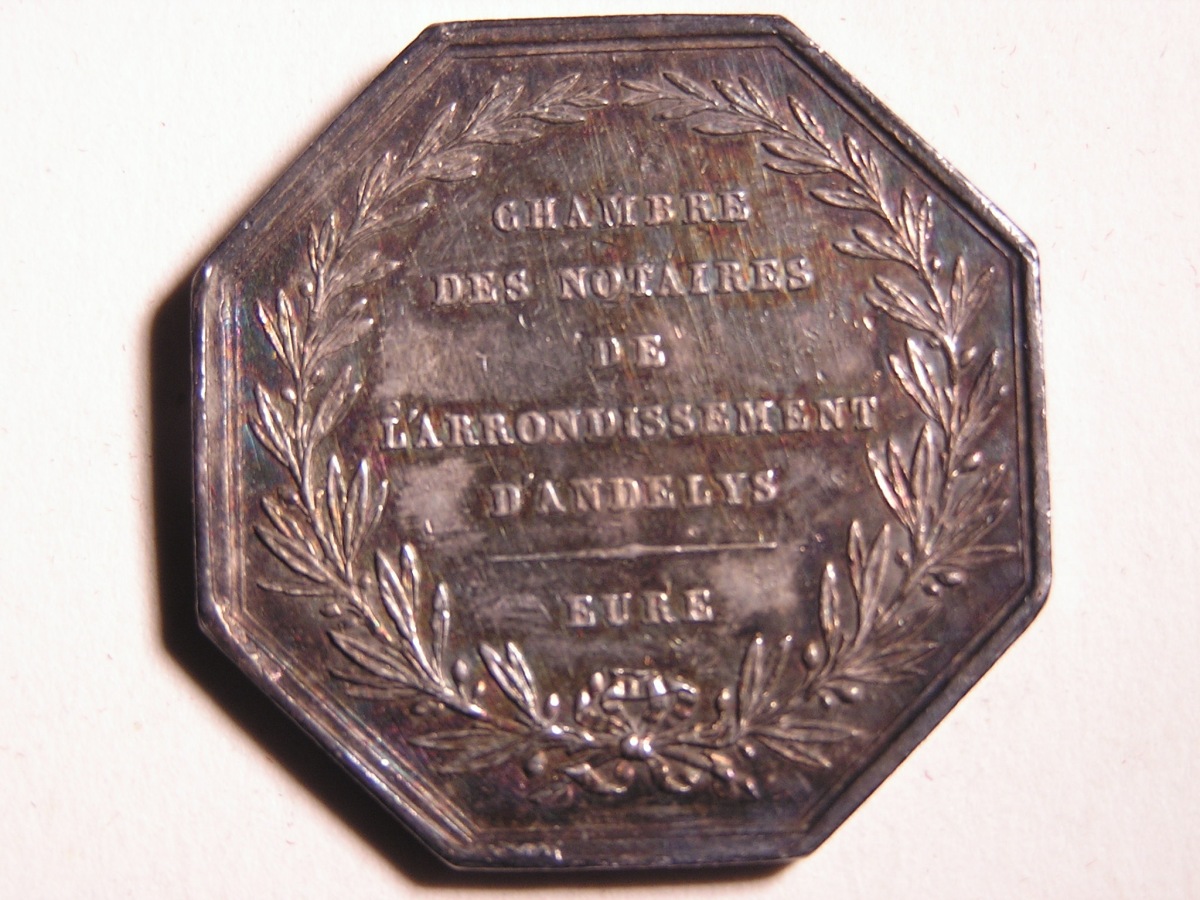 CHAMBRE
DES NOTAIRES
DE
L'ARRONDISSEMENT
D'ANDELYS
EURE